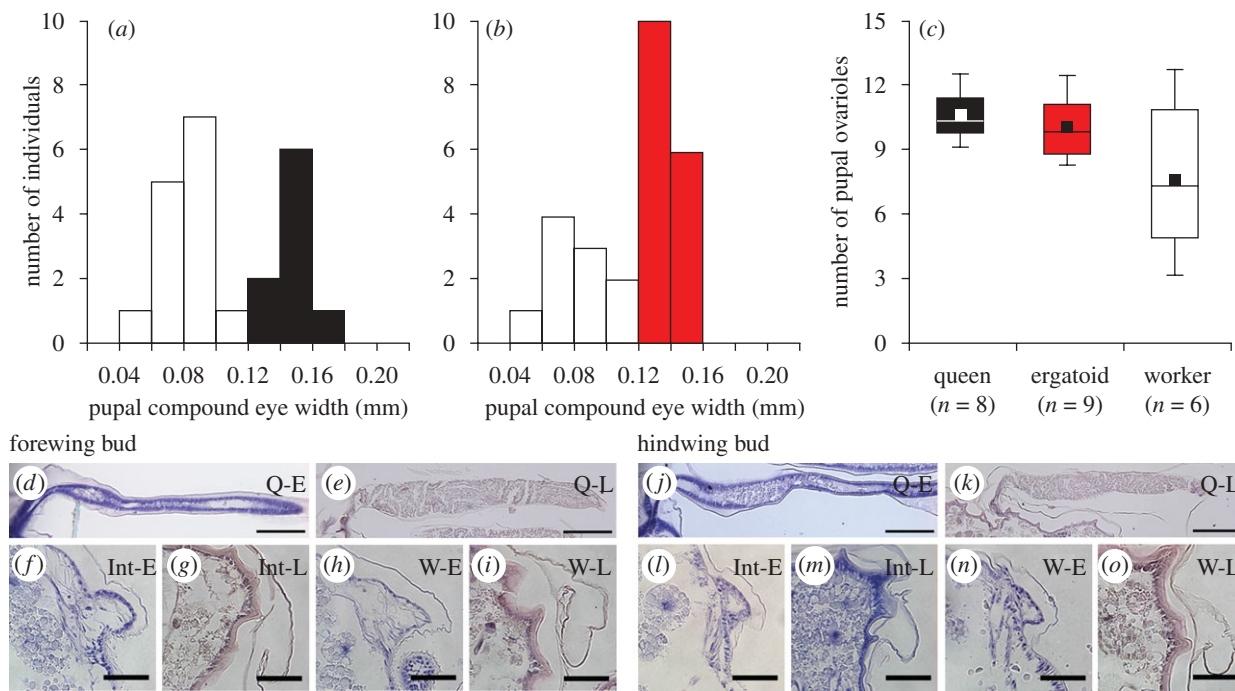 (a)
number of individuals
10
8
6
4
2
0
0.04 0.08 0.12 0.16 0.20
pupal compound eye width (mm)
(b)
10
8
6
4
2
0
0.04 0.08 0.12 0.16 0.20
pupal compound eye width (mm)
(c)
number of pupal ovarioles
15
12
9
6
3
0
queen ergatoid worker
(n = 8) (n = 9) (n = 6)
forewing bud
(d) Q-E
(e) Q-L
(f) Int-E
(g) Int-L
(h) W-E
(i) W-L
hindwing bud
(j) Q-E
(k) Q-L
(l) Int-E
(m) Int-L
(n) W-E
(o) W-L